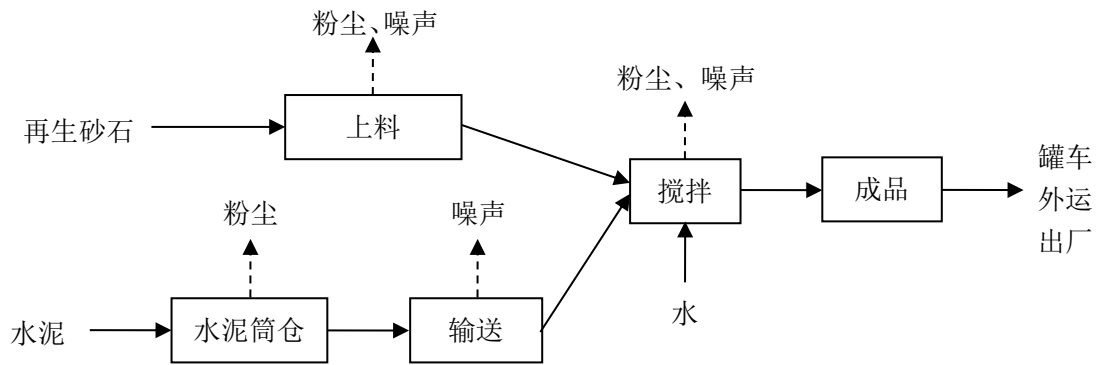 粉尘、噪声
粉尘、噪声
再生砂石
上料
罐车
外运
出厂
搅拌
成品
粉尘
噪声
水
水泥
水泥筒仓
输送